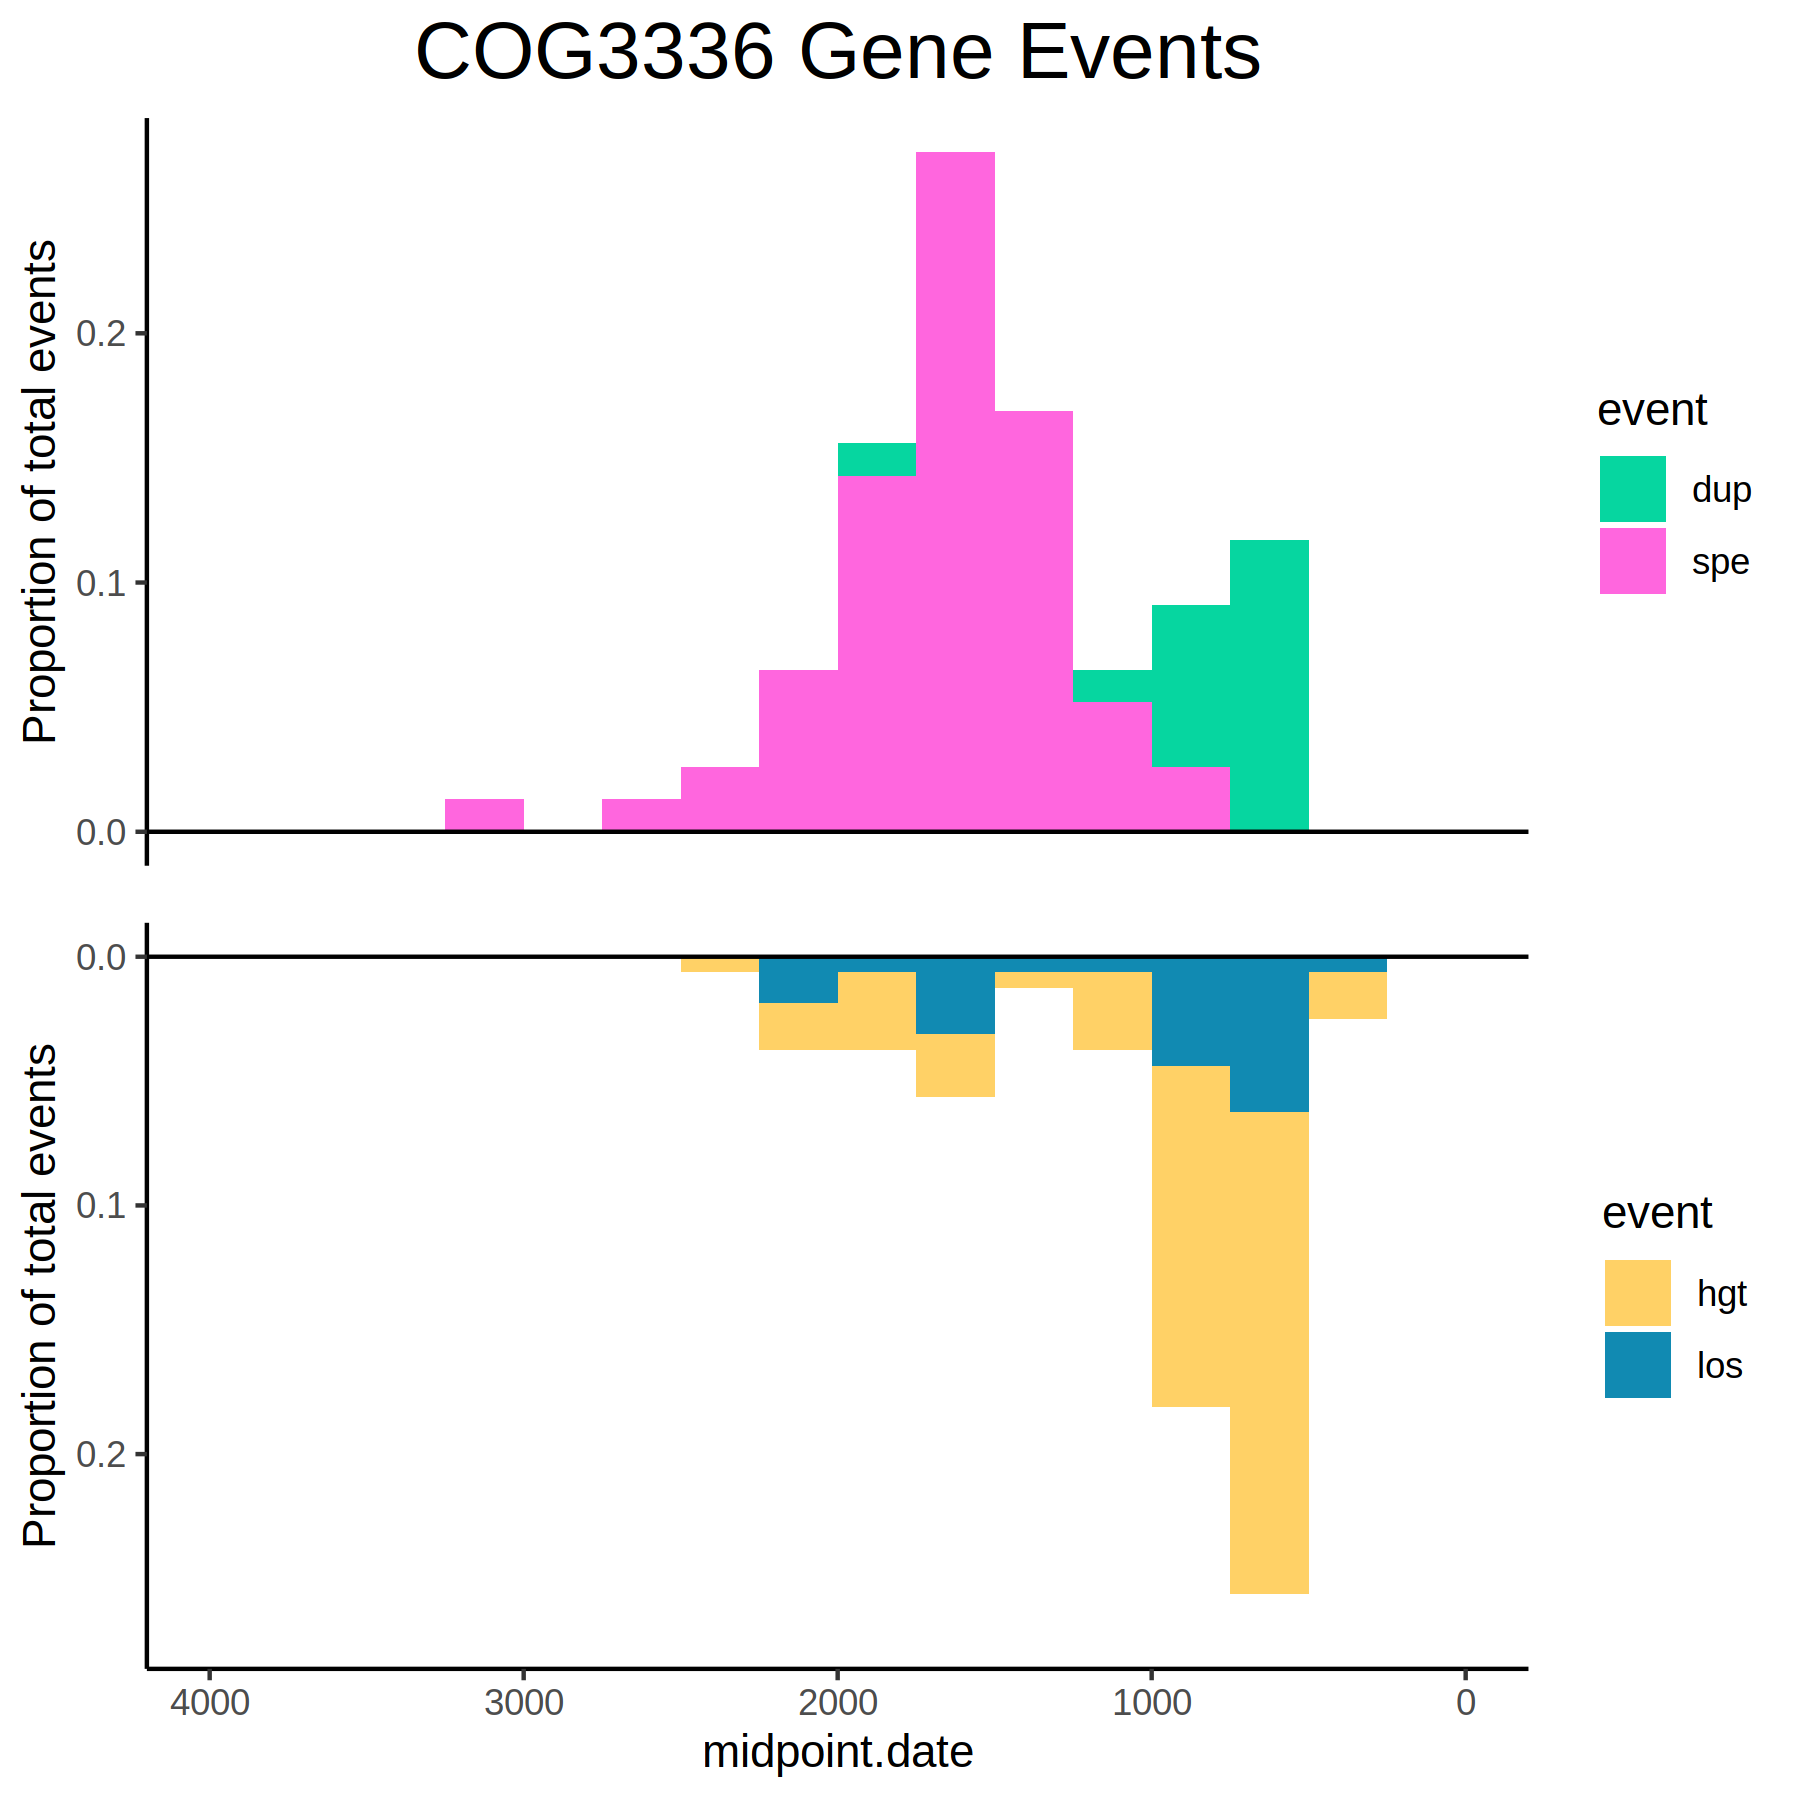 COG3336 Gene Events
Proportion of total events
0.2
0.1
0.0
event
dup
spe
Proportion of total events
0.0
0.1
0.2
event
hgt
los
4000 3000 2000 1000 0
midpoint.date